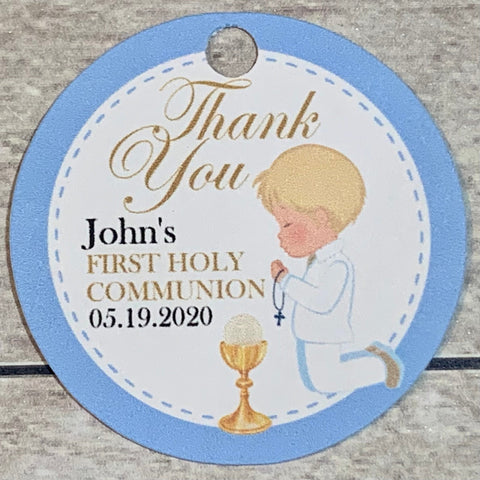 Thank
You
John's
FIRST HOLY
COMMUNION
05.19.2020